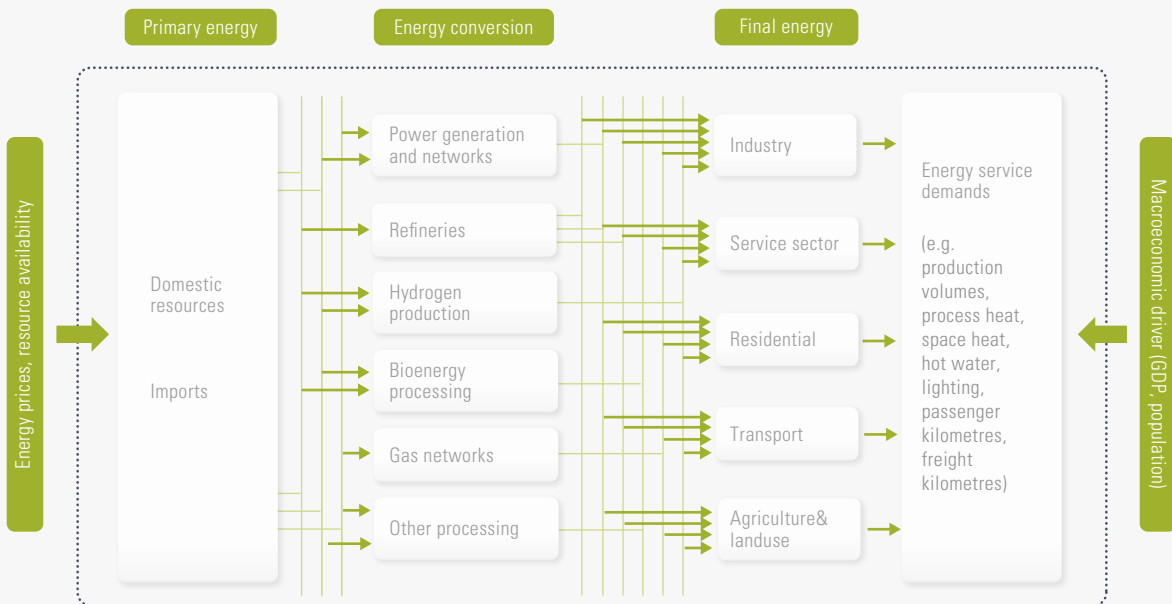 Primary energy
Energy conversion
Final energy
Energy prices, resource availability
Domestic
resources
Imports
Power generation
and networks
Refineries
Hydrogen
production
Bioenergy
processing
Gas networks
Other processing
Industry
Service sector
Residential
Transport
Agriculture&
landuse
Energy service
demands
(e.g.
production
volumes,
process heat,
space heat,
hot water,
lighting,
passenger
kilometres,
freight
kilometres)
Macroeconomic driver (GDP, population)